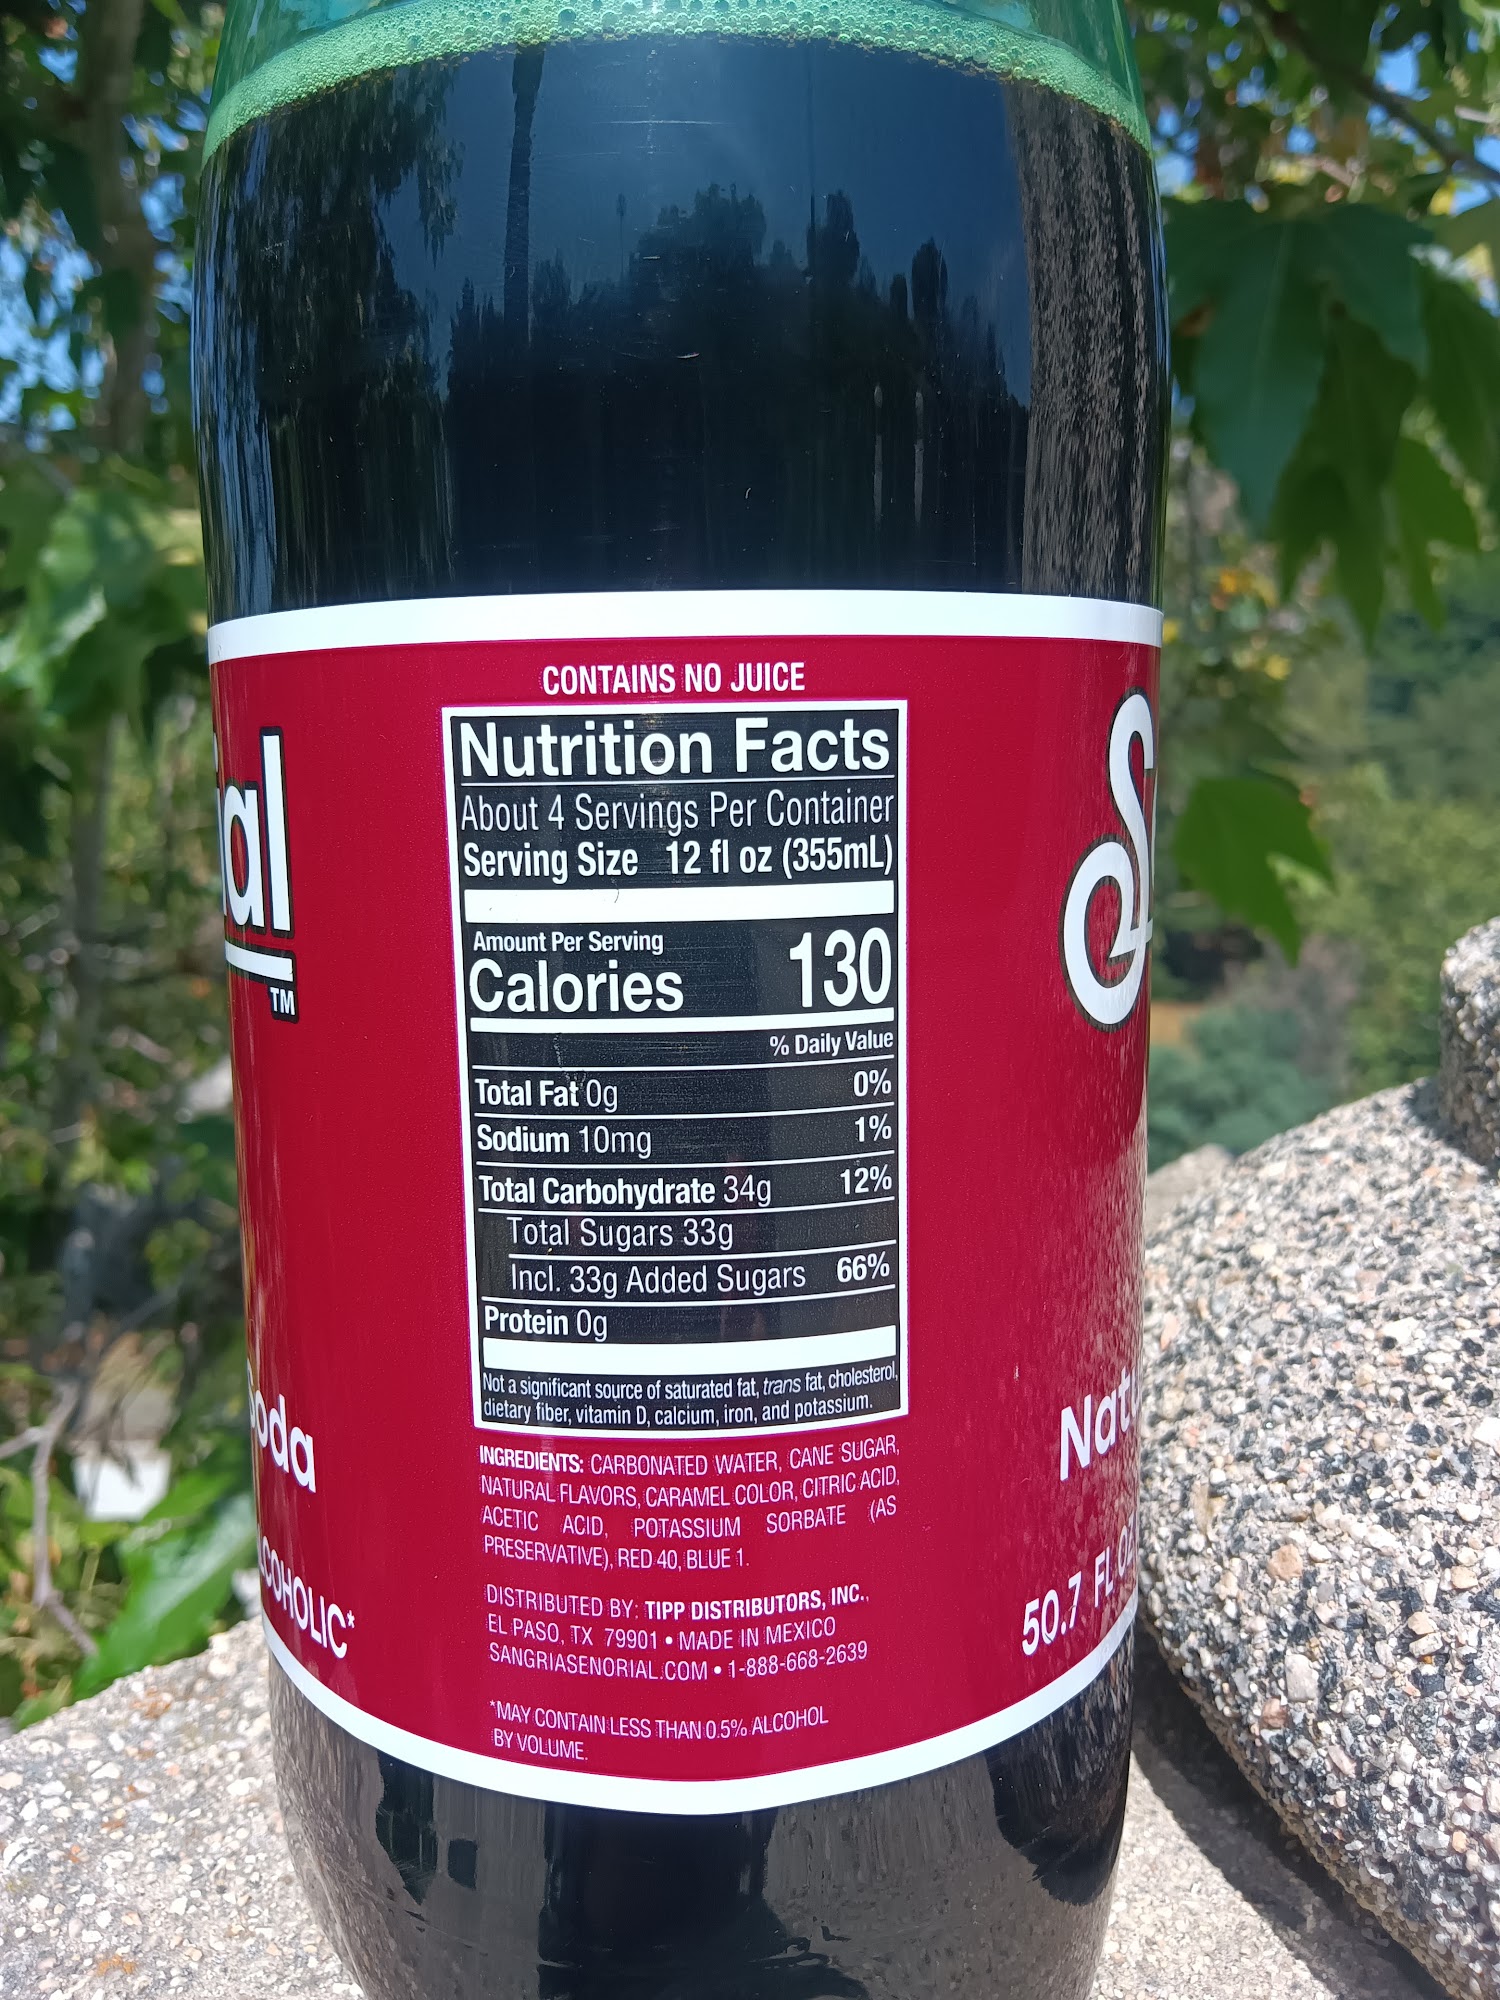 CONTAINS NO JUICE
Nutrition Facts
About 4 Servings Per Container
Serving Size 12 fl oz (355mL)
Amount Per Serving
Calories 130
% Daily Value
Total Fat 0g 0%
Sodium 10mg 1%
Total Carbohydrate 34g 12%
Total Sugars 33g
Incl. 33g Added Sugars 66%
Protein 0g
Not a significant source of saturated fat, trans fat, cholesterol,
dietary fiber, vitamin D, calcium, iron, and potassium.
INGREDIENTS: CARBONATED WATER, CANE SUGAR,
NATURAL FLAVORS, CARAMEL COLOR, CITRIC ACID,
ACETIC ACID, POTASSIUM SORBATE (AS
PRESERVATIVE), RED 40, BLUE 1.
DISTRIBUTED BY: TIPP DISTRIBUTORS, INC.,
EL PASO, TX 79901 • MADE IN MEXICO
SANGRIASENORIAL.COM • 1-888-668-2639
*MAY CONTAIN LESS THAN 0.5% ALCOHOL
BY VOLUME.
ial
TM
oda
COHOLIC*
S
Nat
50.7 FL OZ